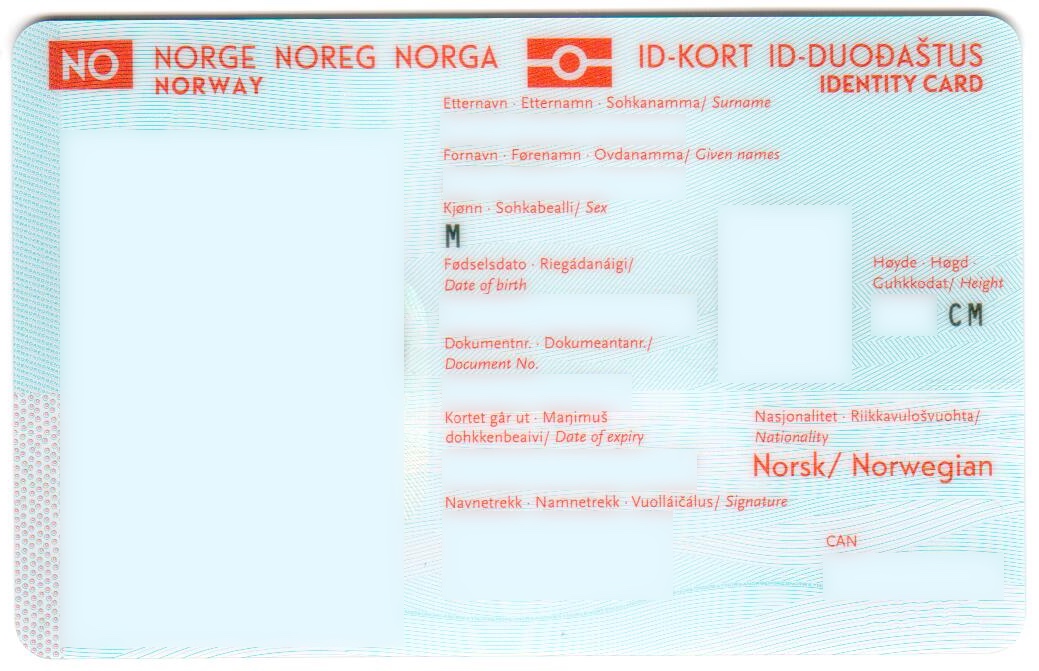 NO NORGE NOREG NORGA ID-KORT ID-DUOĐAŠTUS
NORWAY IDENTITY CARD
Etternavn · Etternamn · Sohkanamma/ Surname
Fornavn · Førenamn · Ovdanamma/ Given names
Kjønn · Sohkabealli/ Sex
M
Fødselsdato · Riegádanáigi/
Date of birth
Høyde · Høgd ·
Guhkkodat/ Height
CM
Dokumentnr. · Dokumeantanr./
Document No.
Kortet går ut · Maŋimuš
dohkkenbeaivi/ Date of expiry
Nasjonalitet · Riikkavulošvuohta/
Nationality
Norsk/ Norwegian
Navnetrekk · Namnetrekk · Vuolláičálus/ Signature
CAN